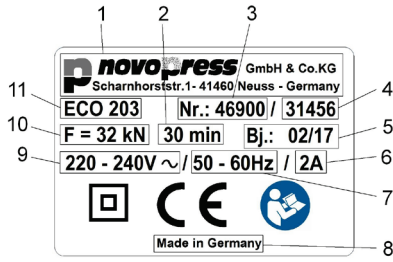 1 2 3
novopress GmbH & Co.KG
Scharnhorststr.1- 41460 Neuss - Germany
11 ECO 203 Nr.: 46900 / 31456 4
10 F = 32 kN 30 min Bj.: 02/17 5
9 220 - 240V ~ / 50 - 60Hz / 2A 6
7
CE
Made in Germany 8